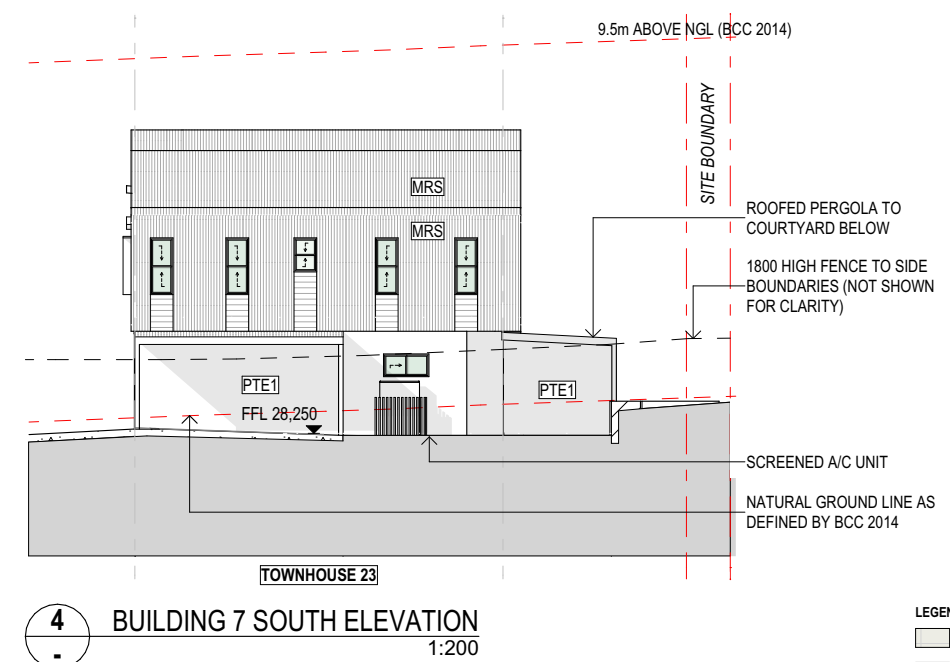 9.5m ABOVE NGL (BCC 2014)
SITE BOUNDARY
MRS
MRS
ROOFED PERGOLA TO
COURTYARD BELOW
1800 HIGH FENCE TO SIDE
BOUNDARIES (NOT SHOWN
FOR CLARITY)
PTE1
PTE1
FFL 28,250
SCREENED A/C UNIT
NATURAL GROUND LINE AS
DEFINED BY BCC 2014
TOWNHOUSE 23
4
-
BUILDING 7 SOUTH ELEVATION
1:200
LEGEN